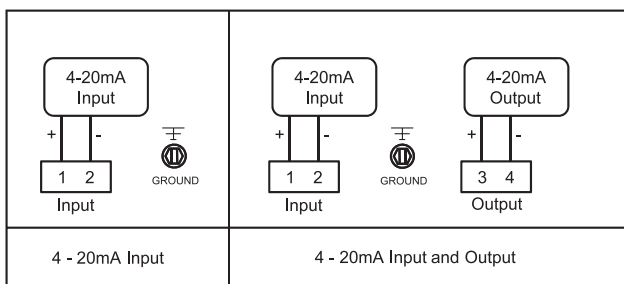 4-20mA
Input
+ -
1 2
Input
GROUND
4 - 20mA Input
4-20mA
Input
+ -
1 2
Input
GROUND
4-20mA
Output
+ -
3 4
Output
4 - 20mA Input and Output